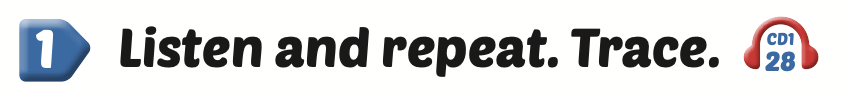 1 Listen and repeat. Trace. CD1
28